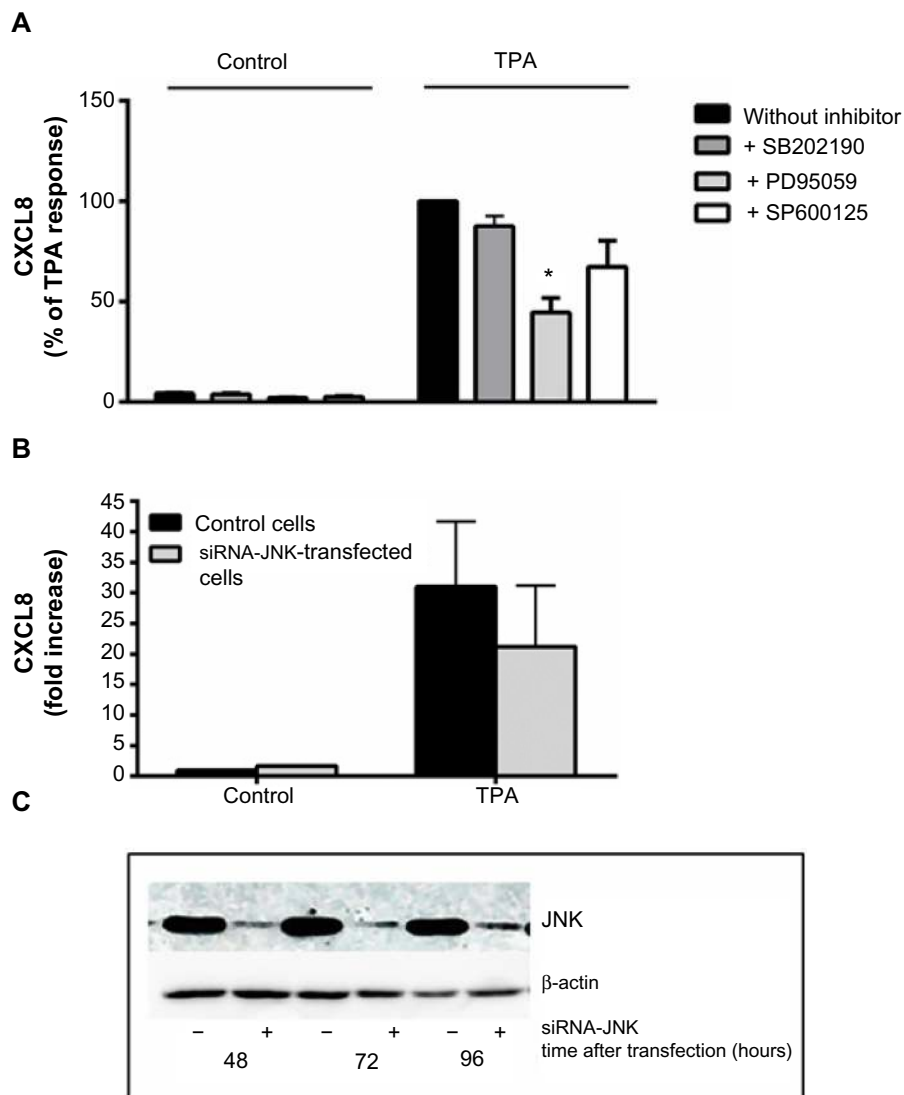 A
Control
TPA
150
100
50
0
CXCL8
(% of TPA response)
Without inhibitor
+ SB202190
+ PD95059
+ SP600125
*
B
45
40
35
30
25
20
15
10
5
0
CXCL8
(fold increase)
Control cells
siRNA-JNK-transfected
cells
Control
TPA
C
JNK
β-actin
− + − + − +
siRNA-JNK
48 72 96
time after transfection (hours)